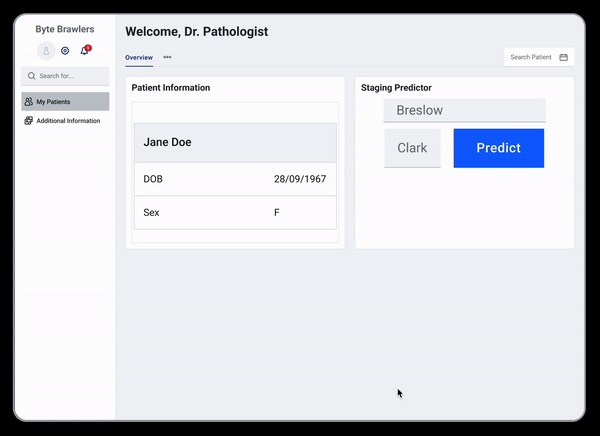 Byte Brawlers
Search for...
My Patients
Additional Information
Welcome, Dr. Pathologist
Overview
Search Patient
Patient Information
Jane Doe
DOB 28/09/1967
Sex F
Staging Predictor
Breslow
Clark Predict